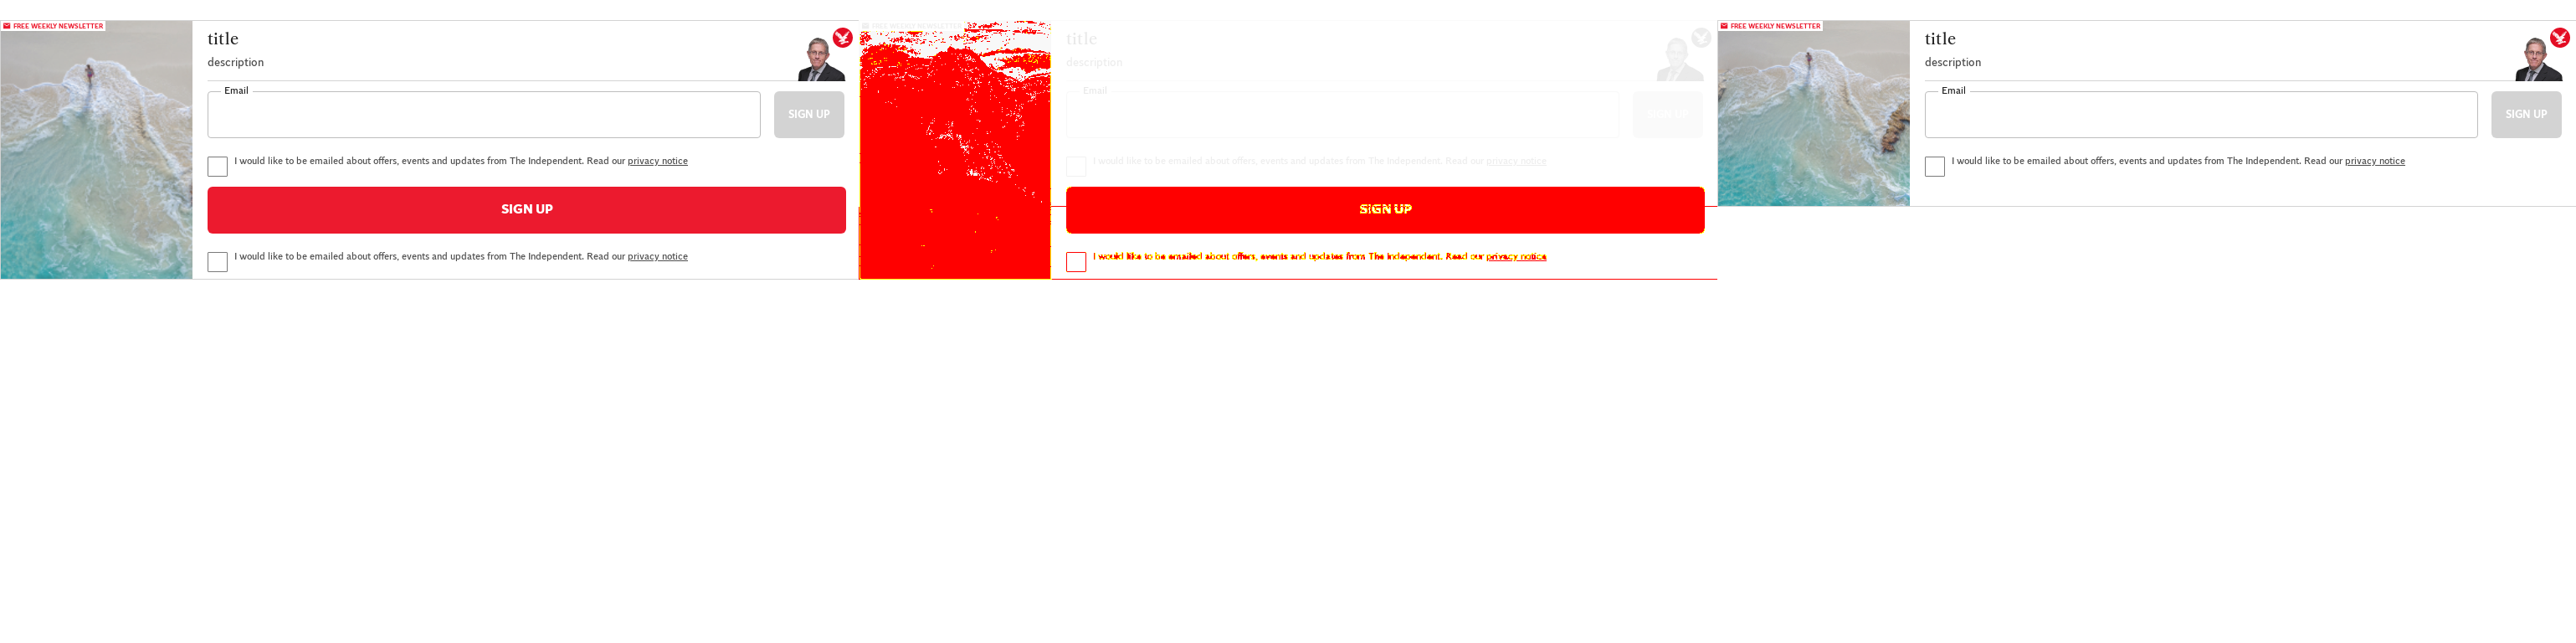 FREE WEEKLY NEWSLETTER
title
description
Email
SIGN UP
I would like to be emailed about offers, events and updates from The Independent. Read our privacy notice
SIGN UP
I would like to be emailed about offers, events and updates from The Independent. Read our privacy notice
FREE WEEKLY NEWSLETTER
title
description
Email
SIGN UP
I would like to be emailed about offers, events and updates from The Independent. Read our privacy notice
SIGN UP
I would like to be emailed about offers, events and updates from The Independent. Read our privacy notice
FREE WEEKLY NEWSLETTER
title
description
Email
SIGN UP
I would like to be emailed about offers, events and updates from The Independent. Read our privacy notice